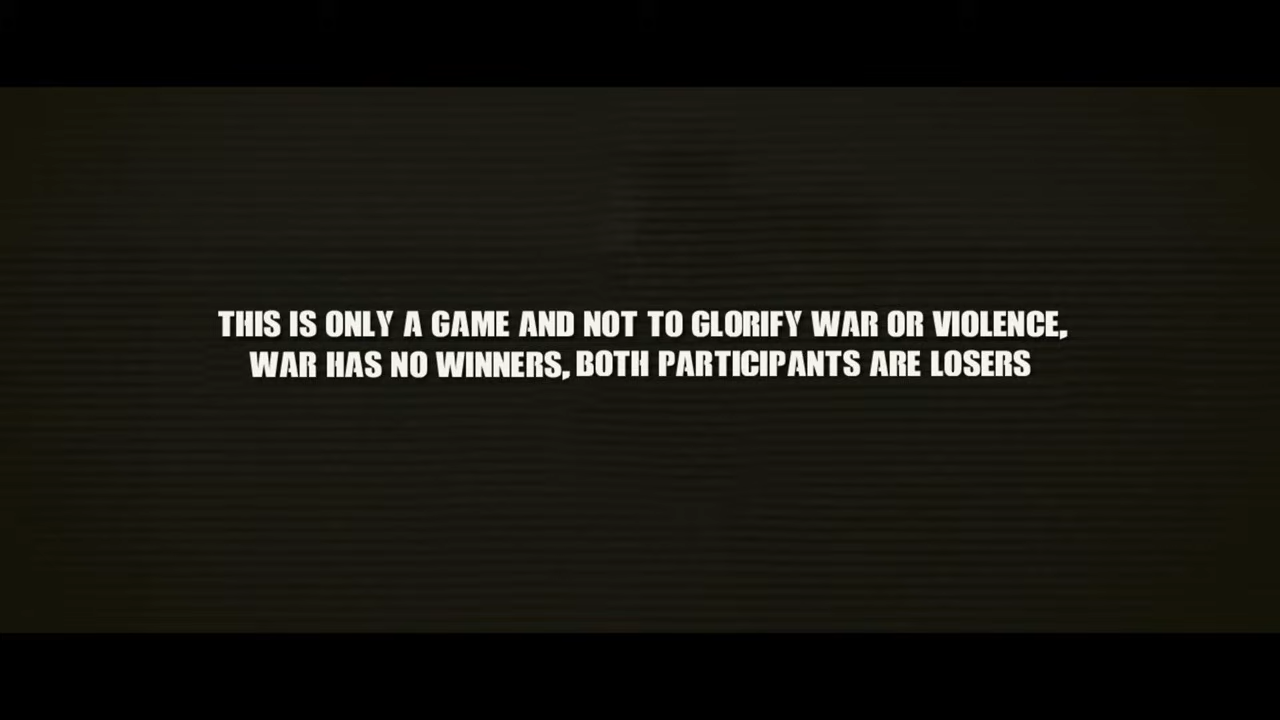 THIS IS ONLY A GAME AND NOT TO GLORIFY WAR OR VIOLENCE,
WAR HAS NO WINNERS, BOTH PARTICIPANTS ARE LOSERS